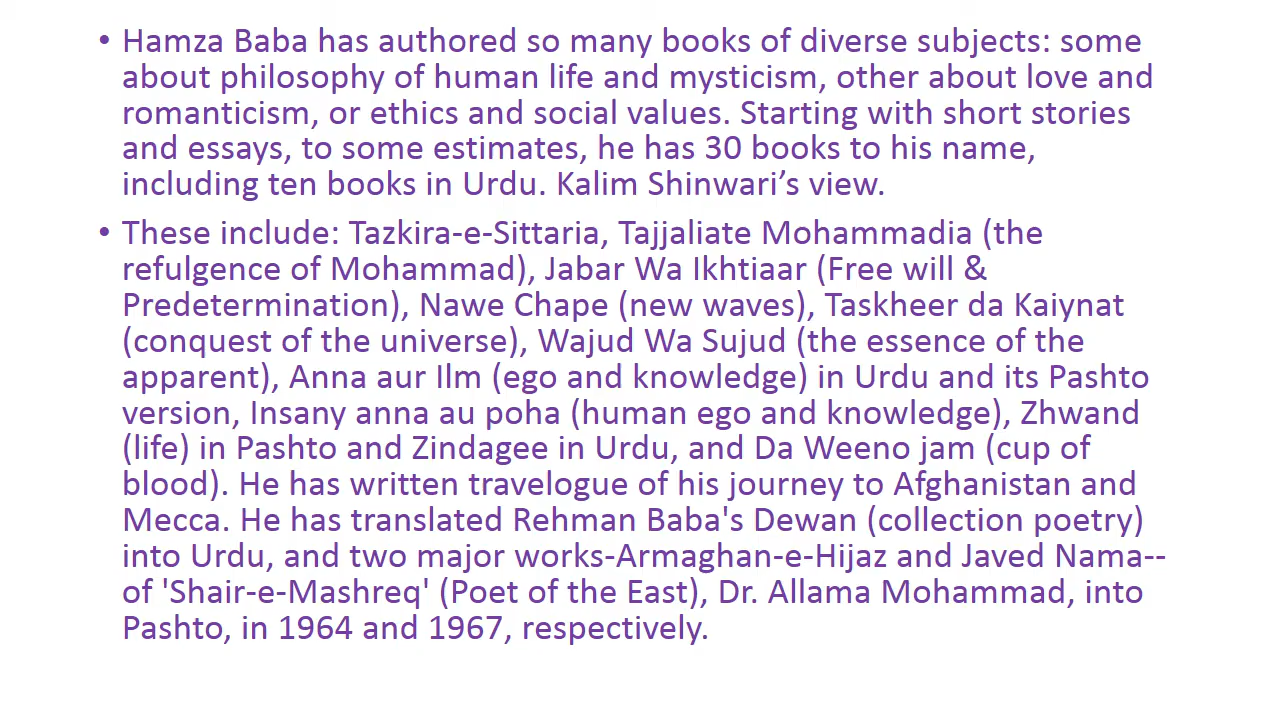 • Hamza Baba has authored so many books of diverse subjects: some
about philosophy of human life and mysticism, other about love and
romanticism, or ethics and social values. Starting with short stories
and essays, to some estimates, he has 30 books to his name,
including ten books in Urdu. Kalim Shinwari’s view.
• These include: Tazkira-e-Sittaria, Tajjaliate Mohammadia (the
refulgence of Mohammad), Jabar Wa Ikhtiaar (Free will &
Predetermination), Nawe Chape (new waves), Taskheer da Kaiynat
(conquest of the universe), Wajud Wa Sujud (the essence of the
apparent), Anna aur Ilm (ego and knowledge) in Urdu and its Pashto
version, Insany anna au poha (human ego and knowledge), Zhwand
(life) in Pashto and Zindagee in Urdu, and Da Weeno jam (cup of
blood). He has written travelogue of his journey to Afghanistan and
Mecca. He has translated Rehman Baba's Dewan (collection poetry)
into Urdu, and two major works-Armaghan-e-Hijaz and Javed Nama--
of 'Shair-e-Mashreq' (Poet of the East), Dr. Allama Mohammad, into
Pashto, in 1964 and 1967, respectively.